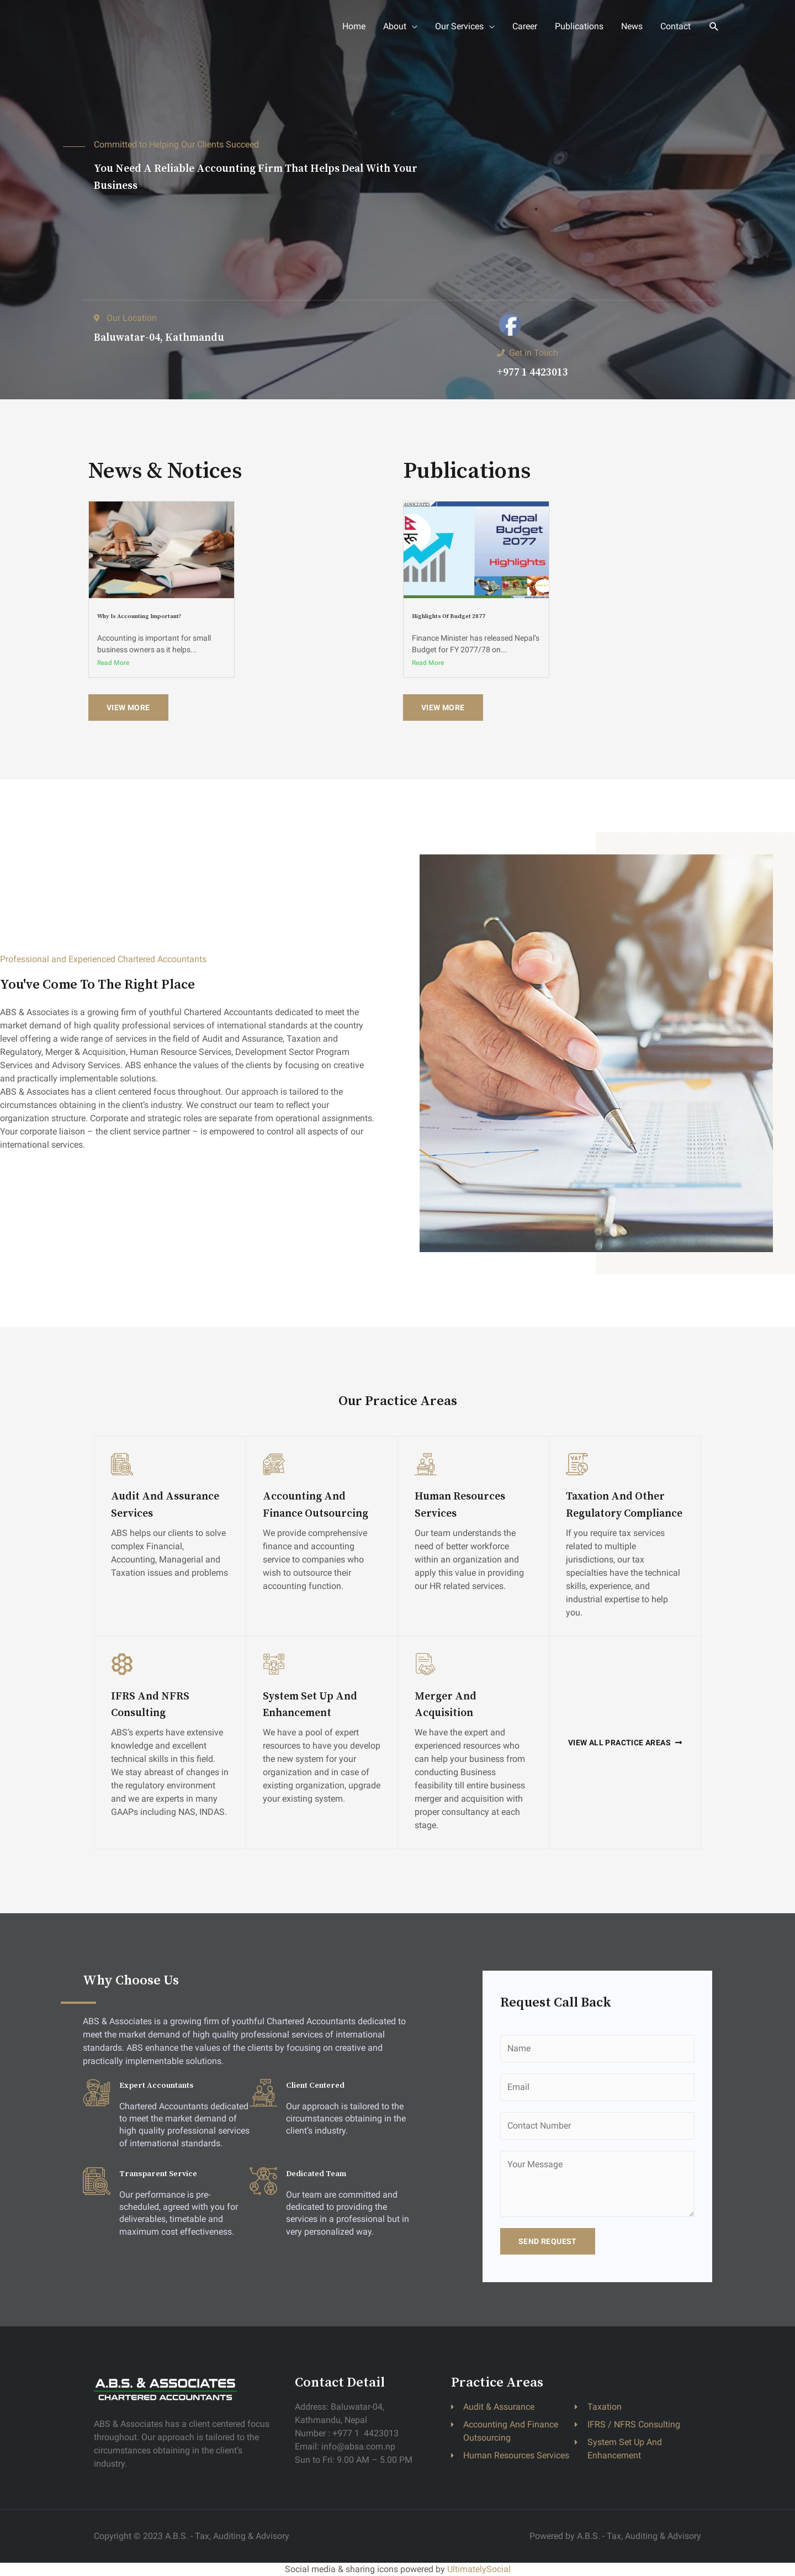 Home About Our Services Career Publications News Contact
Committed to Helping Our Clients Succeed
You Need A Reliable Accounting Firm That Helps Deal With Your
Business
Our Location
Baluwatar-04, Kathmandu
Get in Touch
+977 1 4423013
News & Notices
Why Is Accounting Important?
Accounting is important for small
business owners as it helps...
Read More
VIEW MORE
Publications
ASSOCIATES
Nepal
Budget
2077
Highlights
रू
Highlights Of Budget 2077
Finance Minister has released Nepal's
Budget for FY 2077/78 on...
Read More
VIEW MORE
Professional and Experienced Chartered Accountants
You've Come To The Right Place
ABS & Associates is a growing firm of youthful Chartered Accountants dedicated to meet the
market demand of high quality professional services of international standards at the country
level offering a wide range of services in the field of Audit and Assurance, Taxation and
Regulatory, Merger & Acquisition, Human Resource Services, Development Sector Program
Services and Advisory Services. ABS enhance the values of the clients by focusing on creative
and practically implementable solutions.
ABS & Associates has a client centered focus throughout. Our approach is tailored to the
circumstances obtaining in the client's industry. We construct our team to reflect your
organization structure. Corporate and strategic roles are separate from operational assignments.
Your corporate liaison – the client service partner – is empowered to control all aspects of our
international services.
Our Practice Areas
Audit And Assurance
Services
ABS helps our clients to solve
complex Financial,
Accounting, Managerial and
Taxation issues and problems
Accounting And
Finance Outsourcing
We provide comprehensive
finance and accounting
service to companies who
wish to outsource their
accounting function.
Human Resources
Services
Our team understands the
need of better workforce
within an organization and
apply this value in providing
our HR related services.
VAT
Taxation And Other
Regulatory Compliance
If you require tax services
related to multiple
jurisdictions, our tax
specialties have the technical
skills, experience, and
industrial expertise to help
you.
IFRS And NFRS
Consulting
ABS's experts have extensive
knowledge and excellent
technical skills in this field.
We stay abreast of changes in
the regulatory environment
and we are experts in many
GAAPs including NAS, INDAS.
System Set Up And
Enhancement
We have a pool of expert
resources to have you develop
the new system for your
organization and in case of
existing organization, upgrade
your existing system.
Merger And
Acquisition
We have the expert and
experienced resources who
can help your business from
conducting Business
feasibility till entire business
merger and acquisition with
proper consultancy at each
stage.
VIEW ALL PRACTICE AREAS
Why Choose Us
ABS & Associates is a growing firm of youthful Chartered Accountants dedicated to
meet the market demand of high quality professional services of international
standards. ABS enhance the values of the clients by focusing on creative and
practically implementable solutions.
Expert Accountants
Chartered Accountants dedicated
to meet the market demand of
high quality professional services
of international standards.
Client Centered
Our approach is tailored to the
circumstances obtaining in the
client's industry.
Transparent Service
Our performance is pre-
scheduled, agreed with you for
deliverables, timetable and
maximum cost effectiveness.
Dedicated Team
Our team are committed and
dedicated to providing the
services in a professional but in
very personalized way.
Request Call Back
Name
Email
Contact Number
Your Message
SEND REQUEST
A.B.S. & ASSOCIATES
CHARTERED ACCOUNTANTS
ABS & Associates has a client centered focus
throughout. Our approach is tailored to the
circumstances obtaining in the client's
industry.
Contact Detail
Address: Baluwatar-04,
Kathmandu, Nepal
Number : +977 1 4423013
Email: info@absa.com.np
Sun to Fri: 9.00 AM – 5.00 PM
Practice Areas
Audit & Assurance
Accounting And Finance
Outsourcing
Human Resources Services
Taxation
IFRS / NFRS Consulting
System Set Up And
Enhancement
Copyright © 2023 A.B.S. - Tax, Auditing & Advisory
Powered by A.B.S. - Tax, Auditing & Advisory
Social media & sharing icons powered by UltimatelySocial